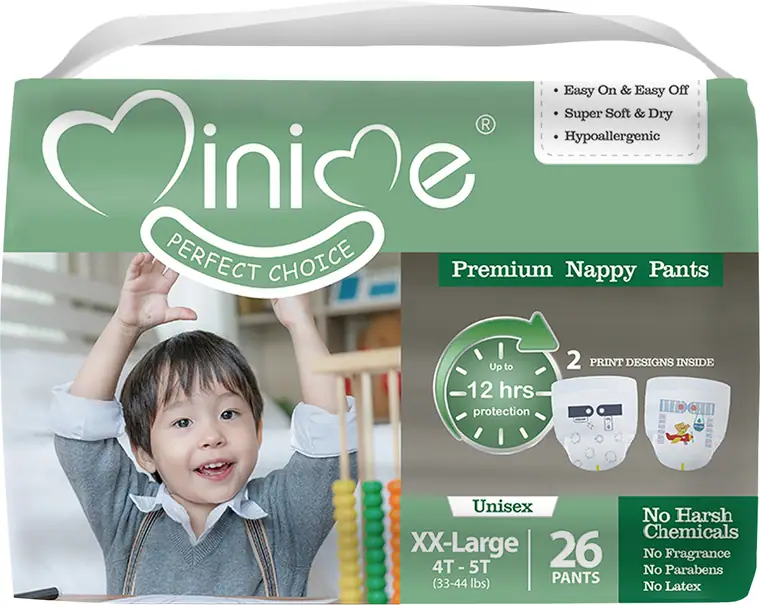 Minime®
PERFECT CHOICE
• Easy On & Easy Off
• Super Soft & Dry
• Hypoallergenic
Premium Nappy Pants
Up to
12 hrs
protection
2 PRINT DESIGNS INSIDE
Unisex
XX-Large
4T - 5T
(33-44 lbs)
26
PANTS
No Harsh
Chemicals
No Fragrance
No Parabens
No Latex